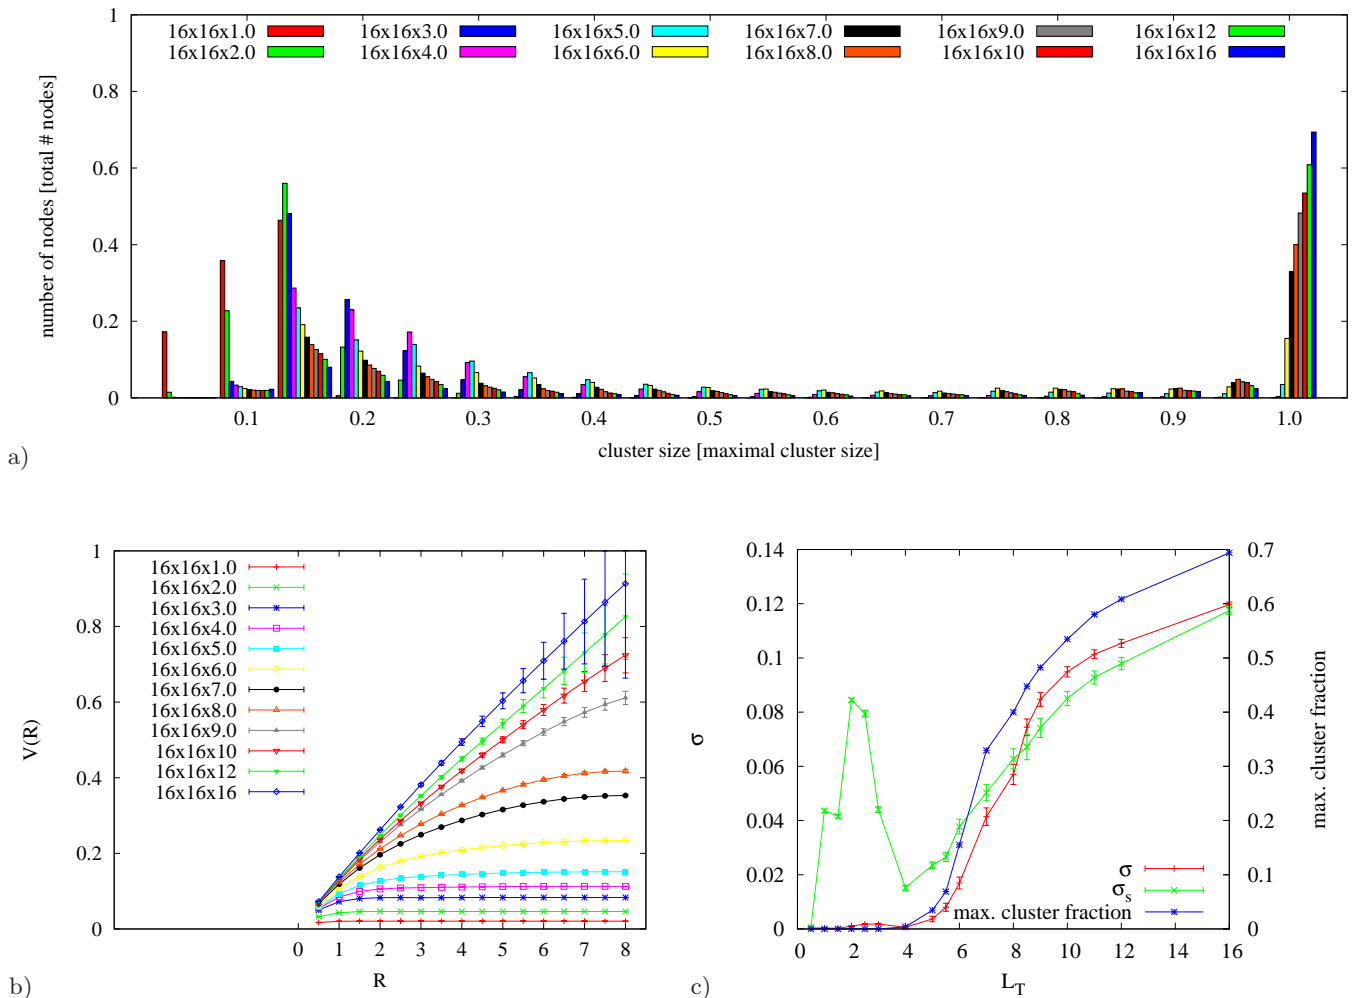 1
0.8
0.6
0.4
0.2
0
number of nodes [total # nodes]
16x16x1.0 16x16x3.0 16x16x5.0 16x16x7.0 16x16x9.0 16x16x12
16x16x2.0 16x16x4.0 16x16x6.0 16x16x8.0 16x16x10 16x16x16
0.1 0.2 0.3 0.4 0.5 0.6 0.7 0.8 0.9 1.0
cluster size [maximal cluster size]
a)
1
0.8
0.6
0.4
0.2
0
V(R)
16x16x1.0
16x16x2.0
16x16x3.0
16x16x4.0
16x16x5.0
16x16x6.0
16x16x7.0
16x16x8.0
16x16x9.0
16x16x10
16x16x12
16x16x16
0 1 2 3 4 5 6 7 8
R
b)
0.14
0.12
0.1
0.08
0.06
0.04
0.02
0
σ
0.7
0.6
0.5
0.4
0.3
0.2
0.1
0
max. cluster fraction
σ
σs
max. cluster fraction
0 2 4 6 8 10 12 14 16
LT
c)